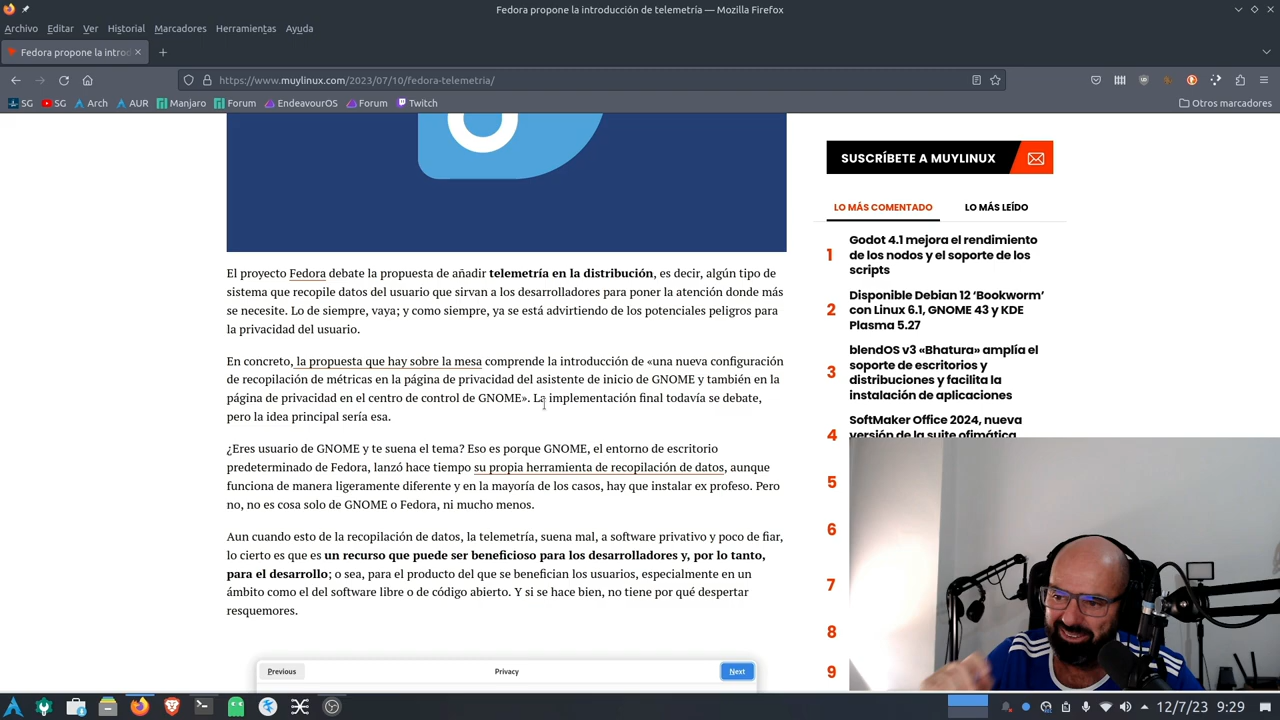 Fedora propone la introducción de telemetría — Mozilla Firefox
Archivo Editar Ver Historial Marcadores Herramientas Ayuda
Fedora propone la introd
https://www.muylinux.com/2023/07/10/fedora-telemetria/
SG SG Arch AUR Manjaro Forum EndeavourOS Forum Twitch Otros marcadores
El proyecto Fedora debate la propuesta de añadir telemetría en la distribución, es decir, algún tipo de
sistema que recopile datos del usuario que sirvan a los desarrolladores para poner la atención donde más
se necesite. Lo de siempre, vaya; y como siempre, ya se está advirtiendo de los potenciales peligros para
la privacidad del usuario.
En concreto, la propuesta que hay sobre la mesa comprende la introducción de «una nueva configuración
de recopilación de métricas en la página de privacidad del asistente de inicio de GNOME y también en la
página de privacidad en el centro de control de GNOME». La implementación final todavía se debate,
pero la idea principal sería esa.
¿Eres usuario de GNOME y te suena el tema? Eso es porque GNOME, el entorno de escritorio
predeterminado de Fedora, lanzó hace tiempo su propia herramienta de recopilación de datos, aunque
funciona de manera ligeramente diferente y en la mayoría de los casos, hay que instalar ex profeso. Pero
no, no es cosa solo de GNOME o Fedora, ni mucho menos.
Aun cuando esto de la recopilación de datos, la telemetría, suena mal, a software privativo y poco de fiar,
lo cierto es que es un recurso que puede ser beneficioso para los desarrolladores y, por lo tanto,
para el desarrollo; o sea, para el producto del que se benefician los usuarios, especialmente en un
ámbito como el del software libre o de código abierto. Y si se hace bien, no tiene por qué despertar
resquemores.
Previous Privacy Next
SUSCRÍBETE A MUYLINUX
LO MÁS COMENTADO LO MÁS LEÍDO
1 Godot 4.1 mejora el rendimiento
de los nodos y el soporte de los
scripts
2 Disponible Debian 12 ‘Bookworm’
con Linux 6.1, GNOME 43 y KDE
Plasma 5.27
3 blendOS v3 «Bhatura» amplía el
soporte de escritorios y
distribuciones y facilita la
instalación de aplicaciones
4 SoftMaker Office 2024, nueva
versión de la suite ofimática
5
6
7
8
9
12/7/23 9:29